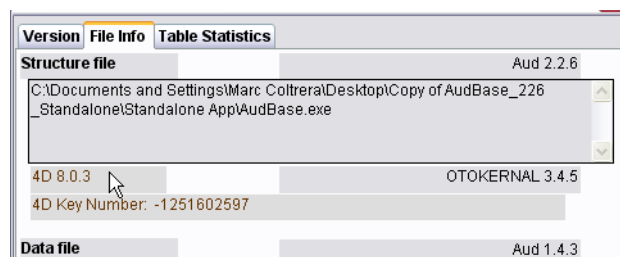 Version File Info Table Statistics
Structure file Aud 2.2.6
C:\Documents and Settings\Marc Coltrera\Desktop\Copy of AudBase_226
_Standalone\Standalone App\AudBase.exe
4D 8.0.3 OTOKERNAL 3.4.5
4D Key Number: -1251602597
Data file Aud 1.4.3